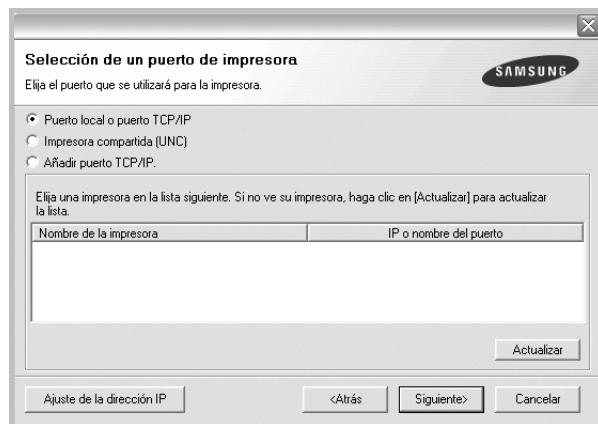 Selección de un puerto de impresora
Elija el puerto que se utilizará para la impresora.
SAMSUNG
Puerto local o puerto TCP/IP
Impresora compartida (UNC)
Añadir puerto TCP/IP.
Elija una impresora en la lista siguiente. Si no ve su impresora, haga clic en [Actualizar] para actualizar
la lista.
Nombre de la impresora IP o nombre del puerto
Actualizar
Ajuste de la dirección IP <Atrás Siguiente> Cancelar